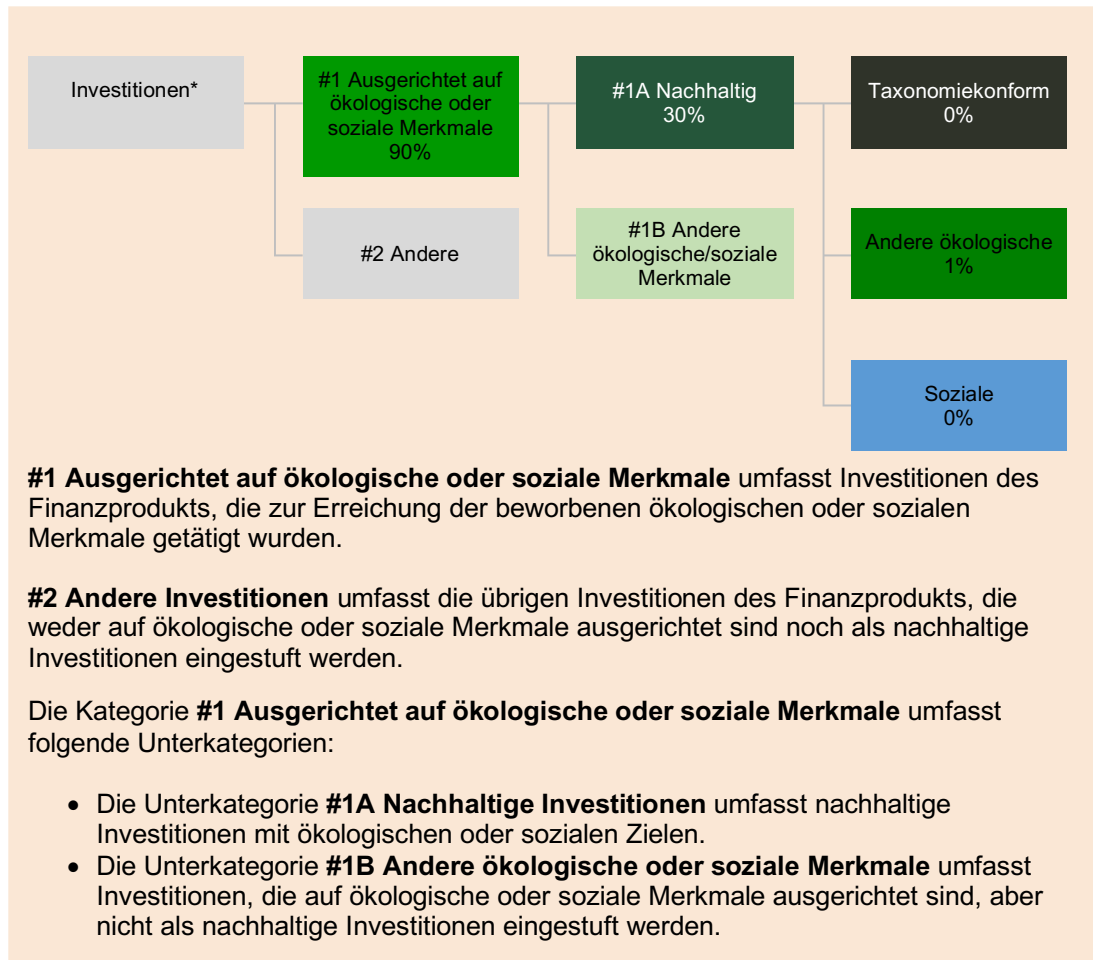 Investitionen*
#1 Ausgerichtet auf
ökologische oder
soziale Merkmale
90%
#1A Nachhaltig
30%
Taxonomiekonform
0%
#2 Andere
#1B Andere
ökologische/soziale
Merkmale
Andere ökologische
1%
Soziale
0%
#1 Ausgerichtet auf ökologische oder soziale Merkmale umfasst Investitionen des
Finanzprodukts, die zur Erreichung der beworbenen ökologischen oder sozialen
Merkmale getätigt wurden.
#2 Andere Investitionen umfasst die übrigen Investitionen des Finanzprodukts, die
weder auf ökologische oder soziale Merkmale ausgerichtet sind noch als nachhaltige
Investitionen eingestuft werden.
Die Kategorie #1 Ausgerichtet auf ökologische oder soziale Merkmale umfasst
folgende Unterkategorien:
• Die Unterkategorie #1A Nachhaltige Investitionen umfasst nachhaltige
Investitionen mit ökologischen oder sozialen Zielen.
• Die Unterkategorie #1B Andere ökologische oder soziale Merkmale umfasst
Investitionen, die auf ökologische oder soziale Merkmale ausgerichtet sind, aber
nicht als nachhaltige Investitionen eingestuft werden.